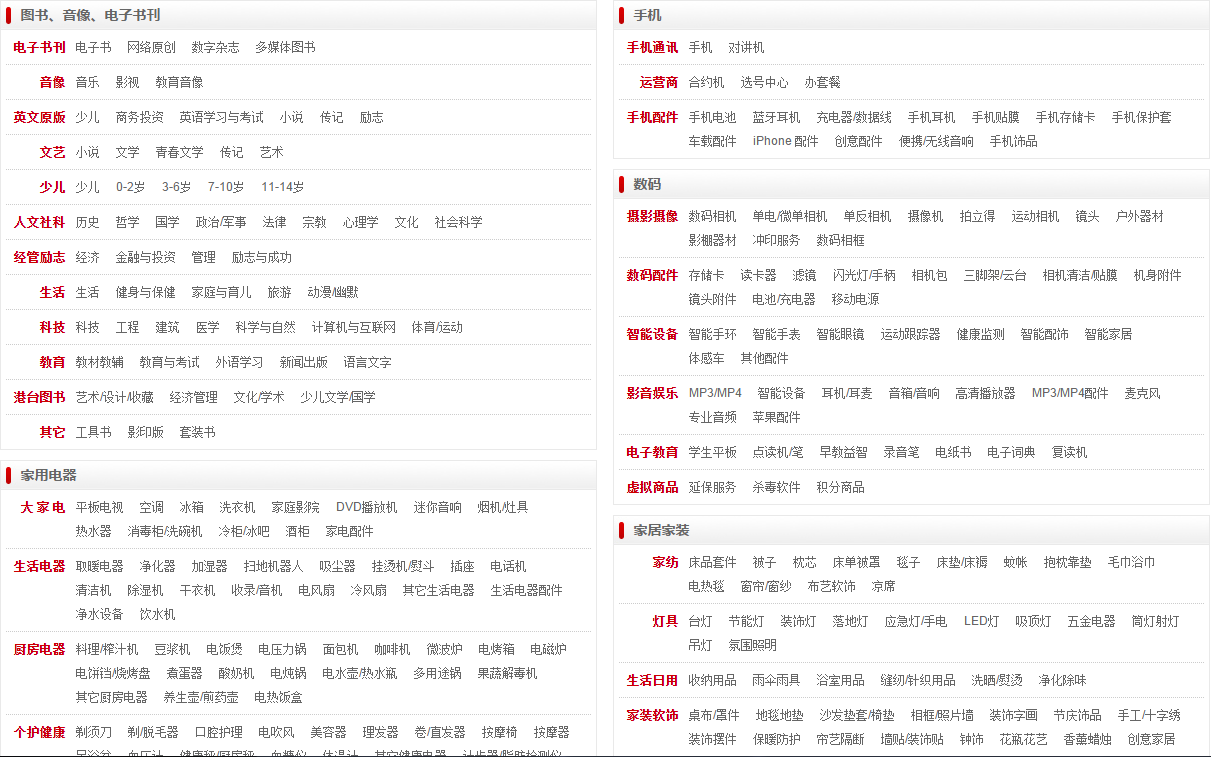 图书、音像、电子书刊
电子书刊 电子书 网络原创 数字杂志 多媒体图书
音像 音乐 影视 教育音像
英文原版 少儿 商务投资 英语学习与考试 小说 传记 励志
文艺 小说 文学 青春文学 传记 艺术
少儿 少儿 0-2岁 3-6岁 7-10岁 11-14岁
人文社科 历史 哲学 国学 政治/军事 法律 宗教 心理学 文化 社会科学
经管励志 经济 金融与投资 管理 励志与成功
生活 生活 健身与保健 家庭与育儿 旅游 动漫/幽默
科技 科技 工程 建筑 医学 科学与自然 计算机与互联网 体育/运动
教育 教材教辅 教育与考试 外语学习 新闻出版 语言文字
港台图书 艺术/设计/收藏 经济管理 文化/学术 少儿文学/国学
其它 工具书 影印版 套装书
家用电器
大 家 电 平板电视 空调 冰箱 洗衣机 家庭影院 DVD播放机 迷你音响 烟机/灶具
热水器 消毒柜/洗碗机 冷柜/冰吧 酒柜 家电配件
生活电器 取暖电器 净化器 加湿器 扫地机器人 吸尘器 挂烫机/熨斗 插座 电话机
清洁机 除湿机 干衣机 收录/音机 电风扇 冷风扇 其它生活电器 生活电器配件
净水设备 饮水机
厨房电器 料理/榨汁机 豆浆机 电饭煲 电压力锅 面包机 咖啡机 微波炉 电烤箱 电磁炉
电饼铛/烧烤盘 煮蛋器 酸奶机 电炖锅 电水壶/热水瓶 多用途锅 果蔬解毒机
其它厨房电器 养生壶/煎药壶 电热饭盒
个护健康 剃须刀 剃/脱毛器 口腔护理 电吹风 美容器 理发器 卷/直发器 按摩椅 按摩器
足浴盆 血压计 健康秤/厨房秤 血糖仪 体温计 其它健康电器 计步器/脂肪检测仪
手机
手机通讯 手机 对讲机
运营商 合约机 选号中心 办套餐
手机配件 手机电池 蓝牙耳机 充电器/数据线 手机耳机 手机贴膜 手机存储卡 手机保护套
车载配件 iPhone 配件 创意配件 便携/无线音响 手机饰品
数码
摄影摄像 数码相机 单电/微单相机 单反相机 摄像机 拍立得 运动相机 镜头 户外器材
影棚器材 冲印服务 数码相框
数码配件 存储卡 读卡器 滤镜 闪光灯/手柄 相机包 三脚架/云台 相机清洁/贴膜 机身附件
镜头附件 电池/充电器 移动电源
智能设备 智能手环 智能手表 智能眼镜 运动跟踪器 健康监测 智能配饰 智能家居
体感车 其他配件
影音娱乐 MP3/MP4 智能设备 耳机/耳麦 音箱/音响 高清播放器 MP3/MP4配件 麦克风
专业音频 苹果配件
电子教育 学生平板 点读机/笔 早教益智 录音笔 电纸书 电子词典 复读机
虚拟商品 延保服务 杀毒软件 积分商品
家居家装
家纺 床品套件 被子 枕芯 床单被罩 毯子 床垫/床褥 蚊帐 抱枕靠垫 毛巾浴巾
电热毯 窗帘/窗纱 布艺软饰 凉席
灯具 台灯 节能灯 装饰灯 落地灯 应急灯/手电 LED灯 吸顶灯 五金电器 筒灯射灯
吊灯 氛围照明
生活日用 收纳用品 雨伞雨具 浴室用品 缝纫/针织用品 洗晒/熨烫 净化除味
家装软饰 桌布/罩件 地毯地垫 沙发垫套/椅垫 相框/照片墙 装饰字画 节庆饰品 手工/十字绣
装饰摆件 保暖防护 帘艺隔断 墙贴/装饰贴 钟饰 花瓶花艺 香薰蜡烛 创意家居